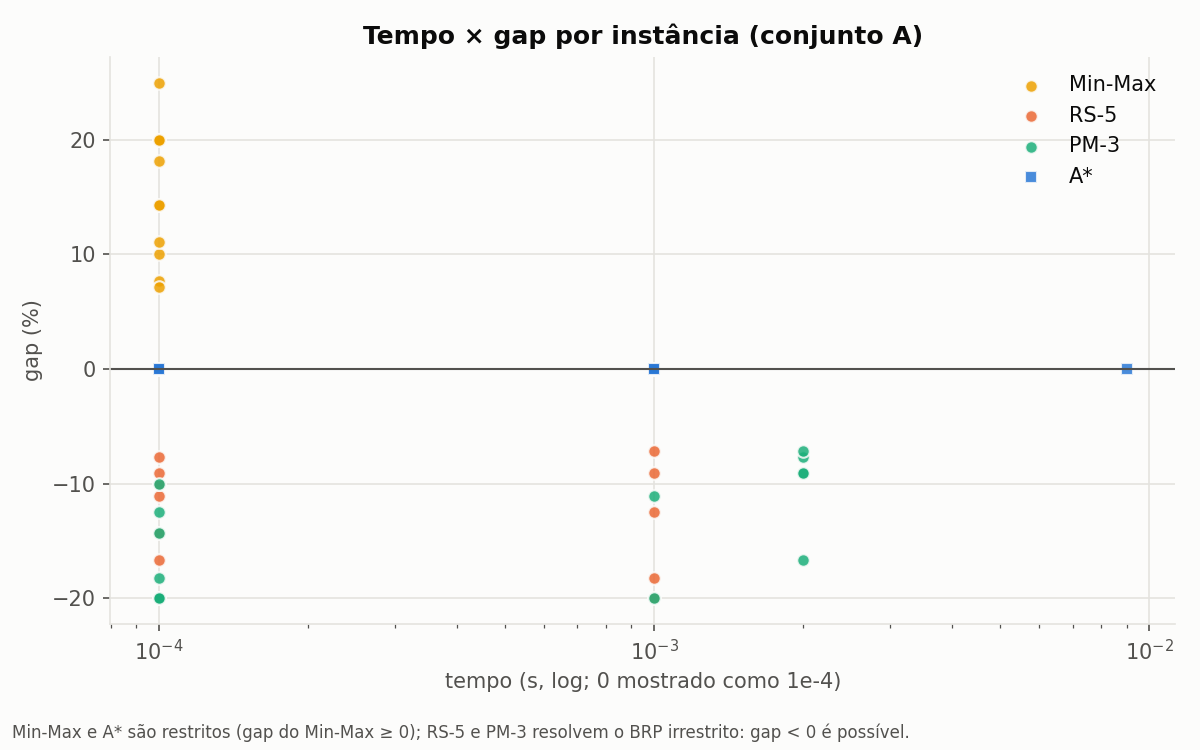 Tempo × gap por instância (conjunto A)
Min-Max
RS-5
PM-3
A*
gap (%)
20
10
0
−10
−20
10⁻⁴
10⁻³
10⁻²
tempo (s, log; 0 mostrado como 1e-4)
Min-Max e A* são restritos (gap do Min-Max ≥ 0); RS-5 e PM-3 resolvem o BRP irrestrito: gap < 0 é possível.